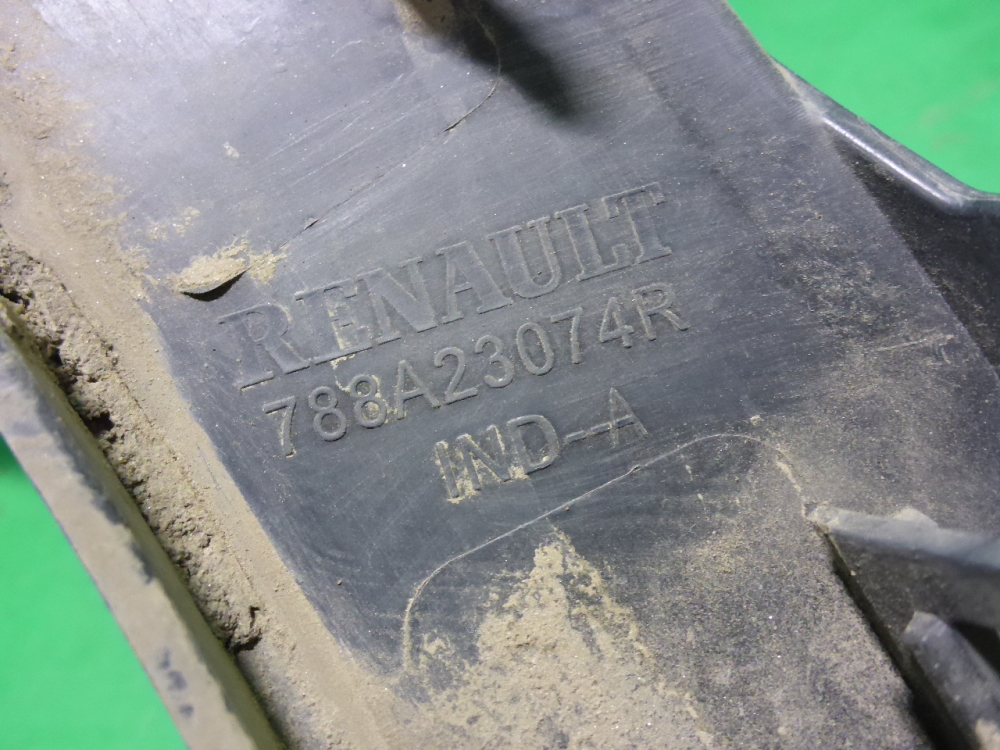 RENAULT
788A23074R
IND--A